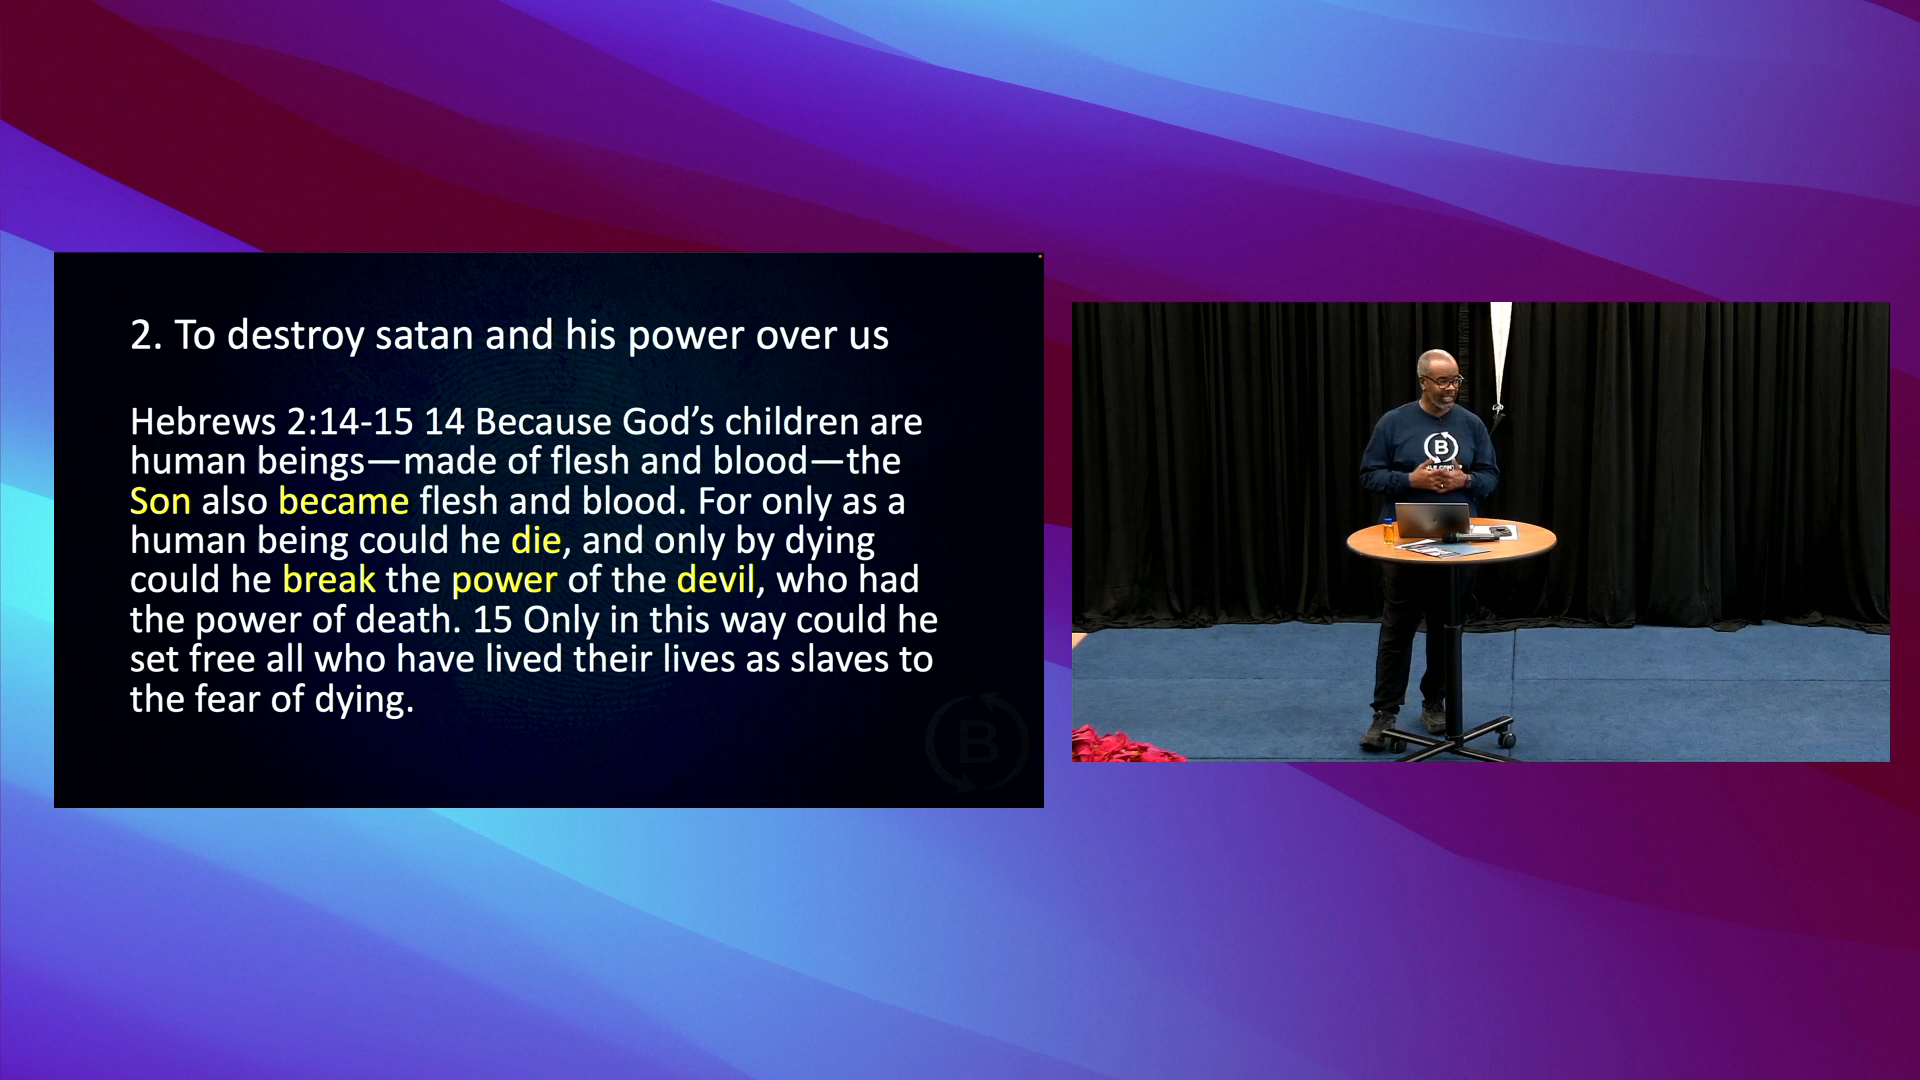 2. To destroy satan and his power over us
Hebrews 2:14-15 14 Because God’s children are
human beings—made of flesh and blood—the
Son also became flesh and blood. For only as a
human being could he die, and only by dying
could he break the power of the devil, who had
the power of death. 15 Only in this way could he
set free all who have lived their lives as slaves to
the fear of dying.
B
B